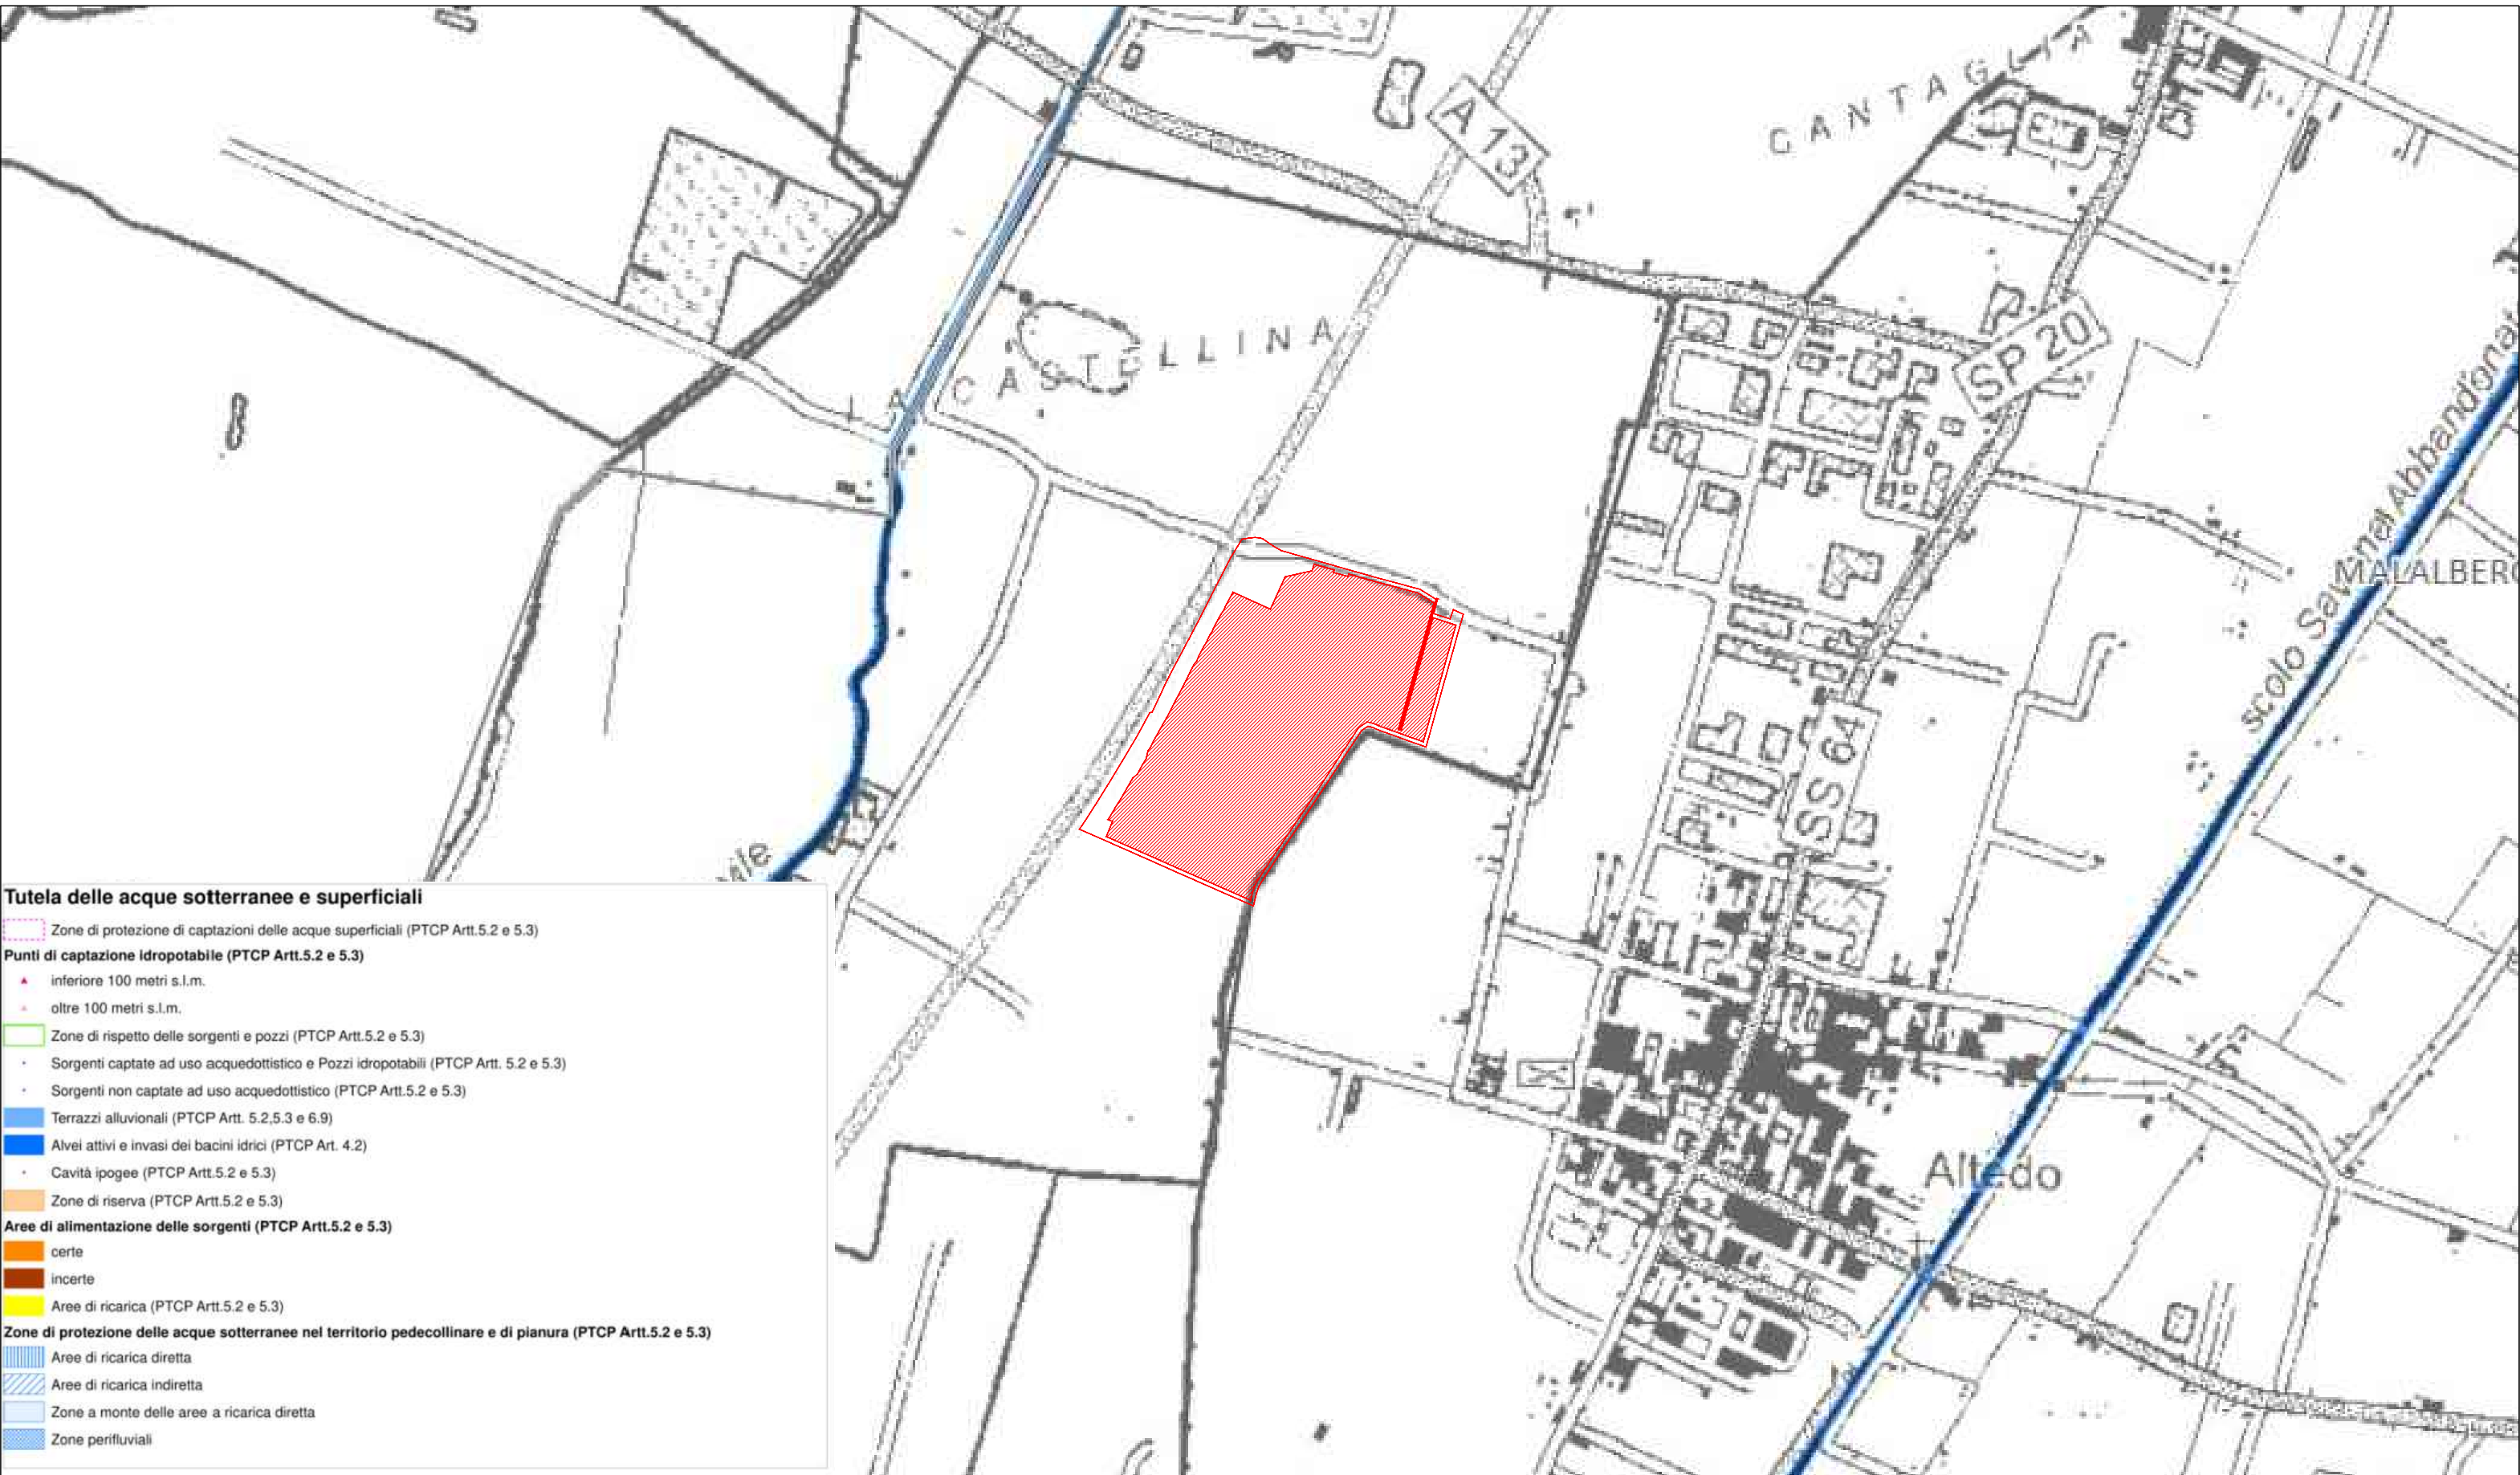 CANTAGLIA
A 13
LA CASTELLINA
SP 20
scolo Savena Abbandona
MALALBERG
SS 64
Altedo
Tutela delle acque sotterranee e superficiali
Zone di protezione di captazioni delle acque superficiali (PTCP Artt.5.2 e 5.3)
Punti di captazione idropotabile (PTCP Artt.5.2 e 5.3)
inferiore 100 metri s.l.m.
oltre 100 metri s.l.m.
Zone di rispetto delle sorgenti e pozzi (PTCP Artt.5.2 e 5.3)
Sorgenti captate ad uso acquedottistico e Pozzi idropotabili (PTCP Artt. 5.2 e 5.3)
Sorgenti non captate ad uso acquedottistico (PTCP Artt.5.2 e 5.3)
Terrazzi alluvionali (PTCP Artt. 5.2,5.3 e 6.9)
Alvei attivi e invasi dei bacini idrici (PTCP Art. 4.2)
Cavità ipogee (PTCP Artt.5.2 e 5.3)
Zone di riserva (PTCP Artt.5.2 e 5.3)
Aree di alimentazione delle sorgenti (PTCP Artt.5.2 e 5.3)
certe
incerte
Aree di ricarica (PTCP Artt.5.2 e 5.3)
Zone di protezione delle acque sotterranee nel territorio pedecollinare e di pianura (PTCP Artt.5.2 e 5.3)
Aree di ricarica diretta
Aree di ricarica indiretta
Zone a monte delle aree a ricarica diretta
Zone perifluviali